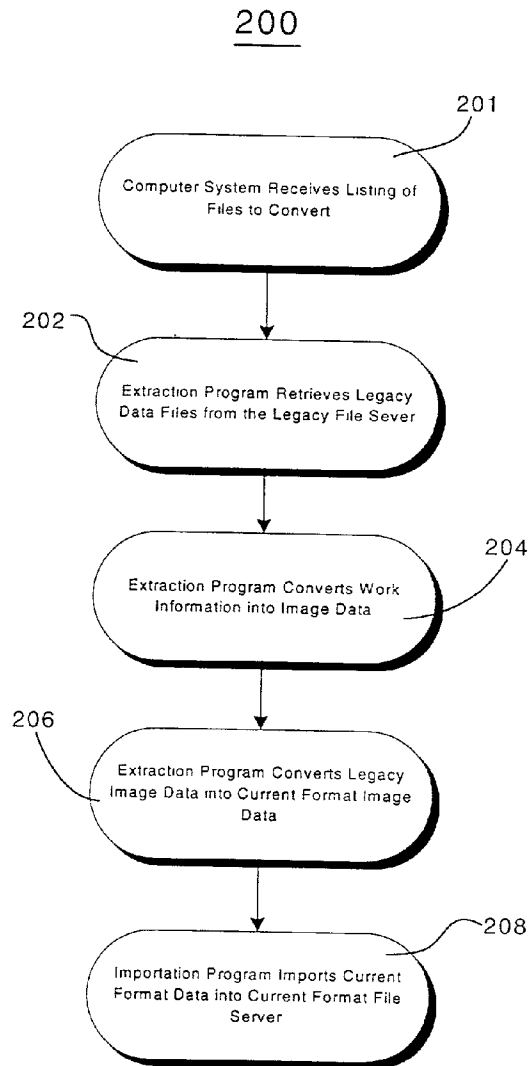 200
201
Computer System Receives Listing of
Files to Convert
202
Extraction Program Retrieves Legacy
Data Files from the Legacy File Sever
204
Extraction Program Converts Work
Information into Image Data
206
Extraction Program Converts Legacy
Image Data into Current Format Image
Data
208
Importation Program Imports Current
Format Data into Current Format File
Server